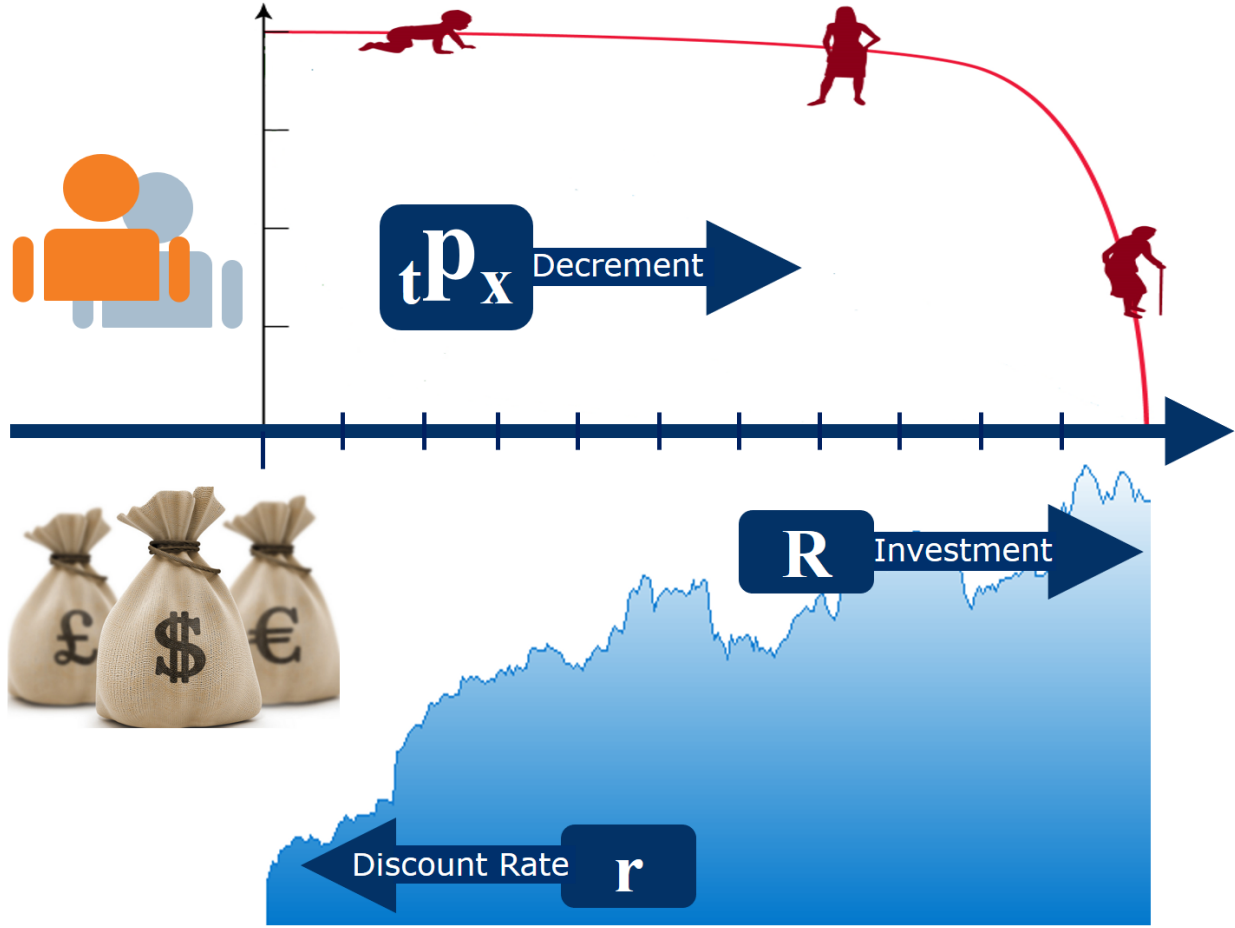 tpx
Decrement
£ $ €
R
Investment
Discount Rate
r